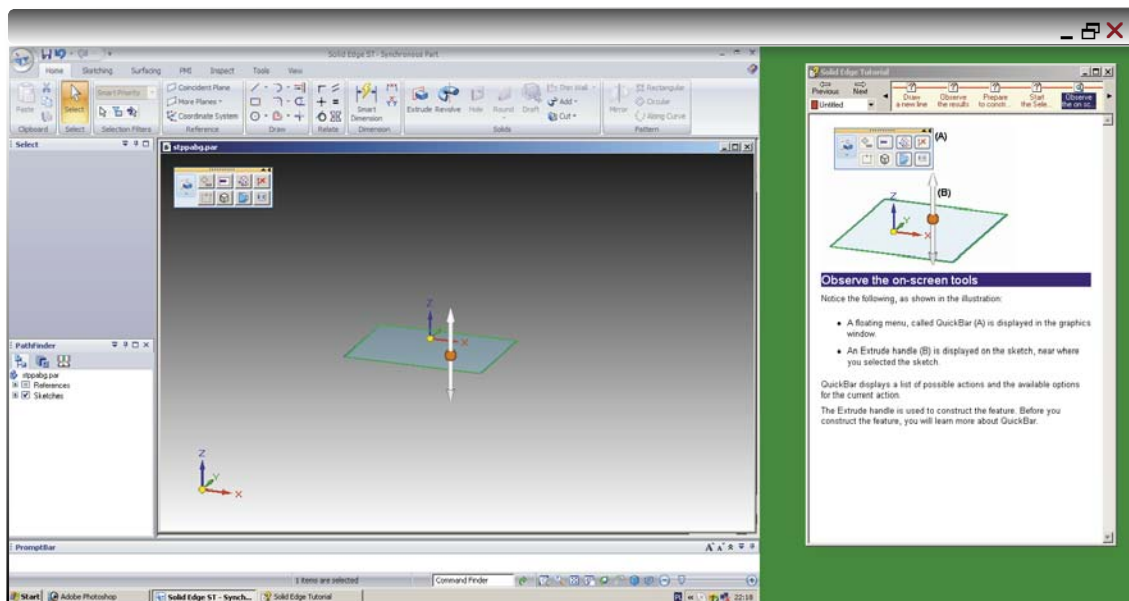 Solid Edge ST - Synchronous Part
Home Sketching Surfacing PMI Inspect Tools View
Paste
Select
Smart Priority
Coincident Plane
More Planes
Coordinate System
Smart Dimension
Extrude Revolve Hole Round Draft
Thin Wall
Add
Cut
Mirror
Rectangular
Circular
Along Curve
Clipboard Select Selection Filters Reference Draw Relate Dimension Solids Pattern
Select
stppabg.par
Z
Y
X
Z
Y
X
PathFinder
stppabg.par
References
Sketches
PromptBar
1 items are selected
Command Finder
Start Adobe Photoshop Solid Edge ST - Synch... Solid Edge Tutorial PL 22:18
Solid Edge Tutorial
Previous Next
Untitled
Draw a new line
Observe the results
Prepare to constr...
Start the Sele...
Observe the on-sc...
(A)
(B)
Z
Y
X
Observe the on-screen tools
Notice the following, as shown in the illustration:
• A floating menu, called QuickBar (A) is displayed in the graphics
window.
• An Extrude handle (B) is displayed on the sketch, near where
you selected the sketch.
QuickBar displays a list of possible actions and the available options
for the current action.
The Extrude handle is used to construct the feature. Before you
construct the feature, you will learn more about QuickBar.